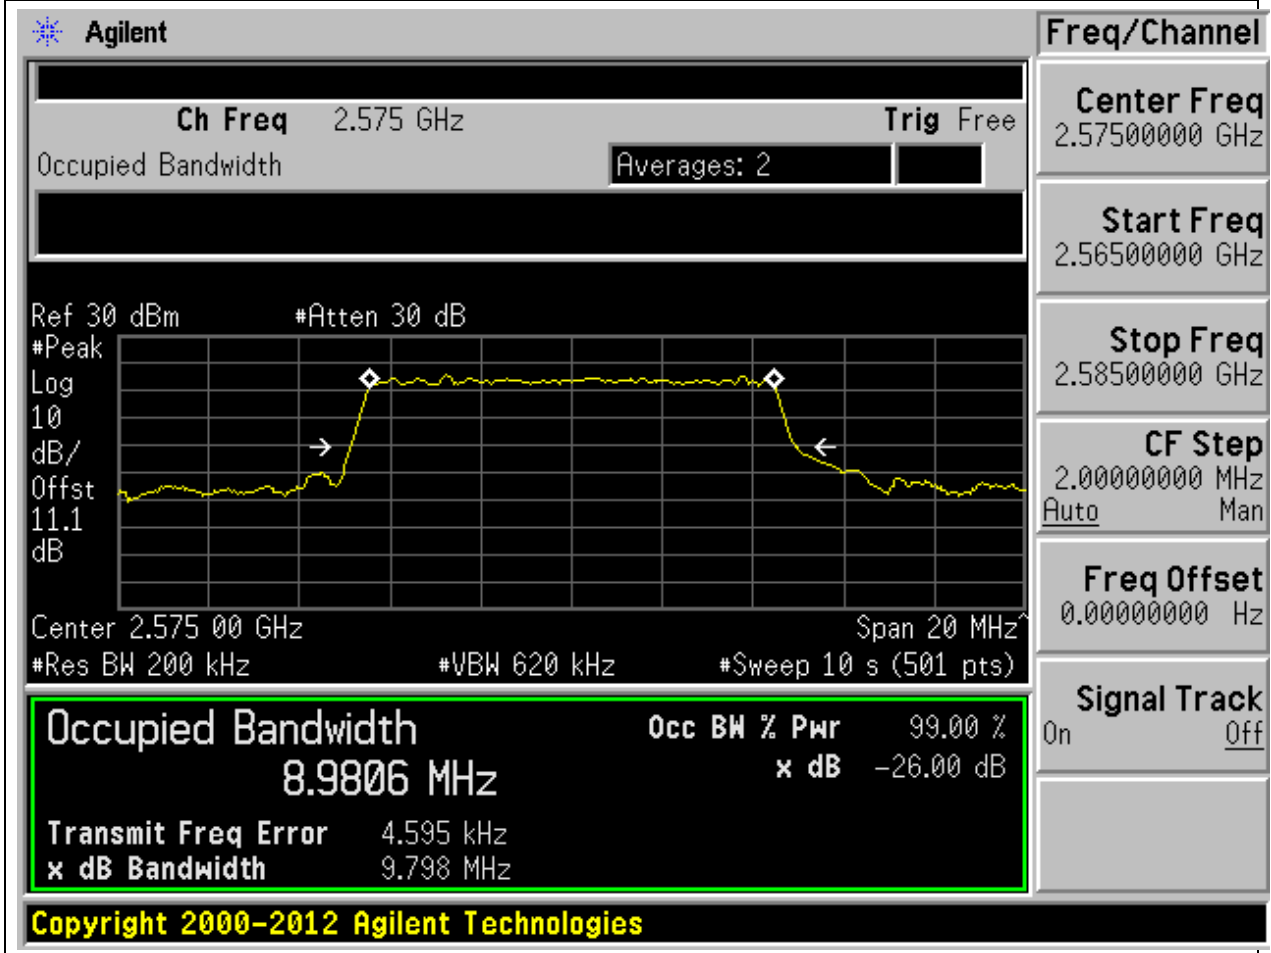 Agilent
Freq/Channel
Ch Freq 2.575 GHz Trig Free
Occupied Bandwidth Averages: 2
Center Freq
2.57500000 GHz
Start Freq
2.56500000 GHz
Stop Freq
2.58500000 GHz
CF Step
2.00000000 MHz
Auto Man
Freq Offset
0.00000000 Hz
Signal Track
On Off
Ref 30 dBm #Atten 30 dB
#Peak
Log
10
dB/
Offst
11.1
dB
Center 2.575 00 GHz Span 20 MHz^
#Res BW 200 kHz #VBW 620 kHz #Sweep 10 s (501 pts)
Occupied Bandwidth
8.9806 MHz
Occ BW % Pwr 99.00 %
x dB -26.00 dB
Transmit Freq Error 4.595 kHz
x dB Bandwidth 9.798 MHz
Copyright 2000-2012 Agilent Technologies